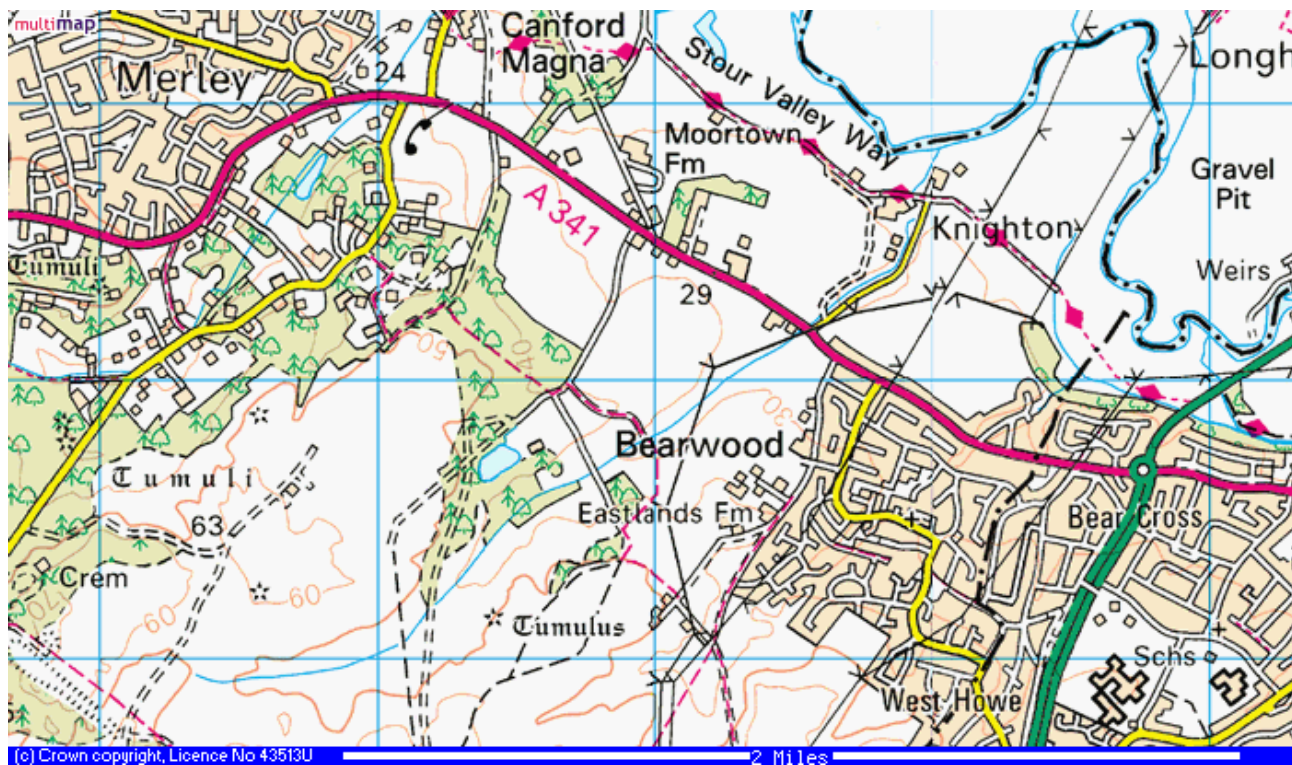 multimap
Canford
Magna
Longh
Merley
24
Stour Valley Way
Moortown
Fm
Gravel
Pit
A 341
Knighton
Tumuli
Weirs
29
50
40
30
Bearwood
Tumuli
63
Eastlands Fm
Bear Cross
Crem
70
60
60
Tumulus
Schs
West Howe
(c) Crown copyright, Licence No 43513U
2 Miles